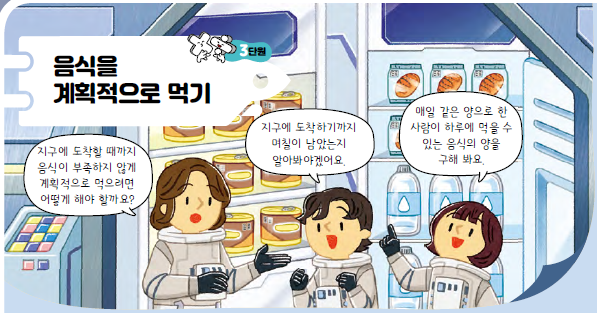 3단원
음식을
계획적으로 먹기
지구에 도착할 때까지
음식이 부족하지 않게
계획적으로 먹으려면
어떻게 해야 할까요?
지구에 도착하기까지
며칠이 남았는지
알아봐야겠어요.
매일 같은 양으로 한
사람이 하루에 먹을 수
있는 음식의 양을
구해 봐요.